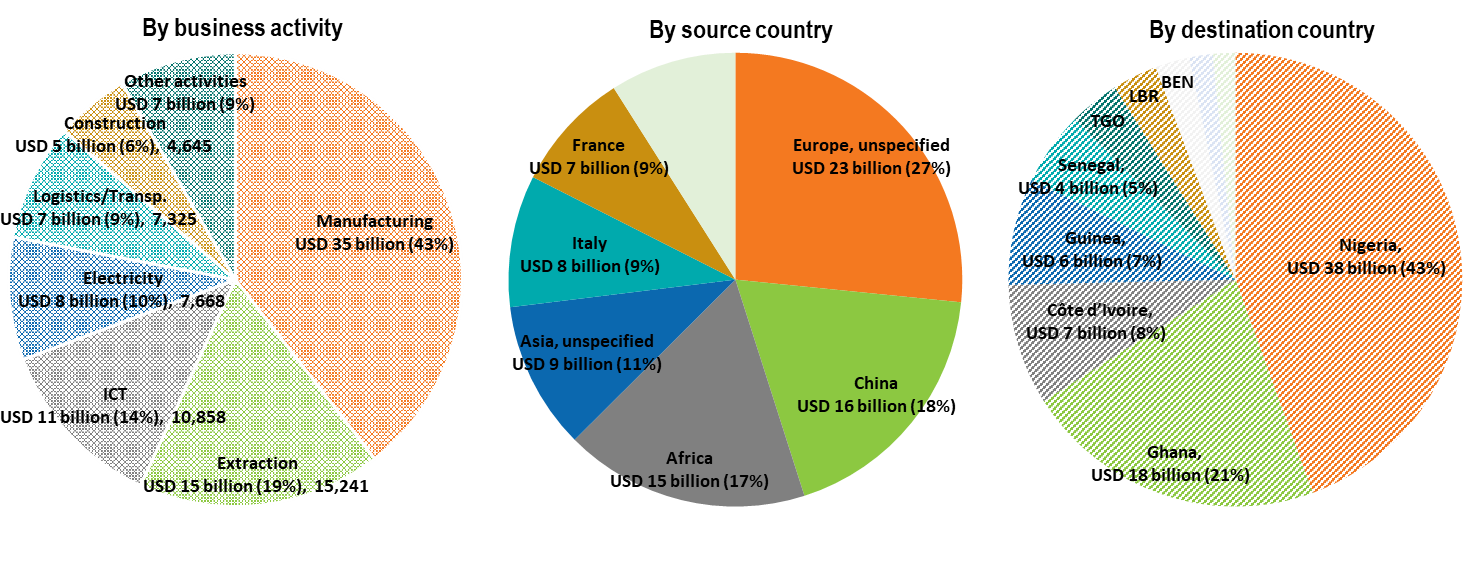 By business activity
Other activities
USD 7 billion (9%)
Construction
USD 5 billion (6%),  4,645
Logistics/Transp.
USD 7 billion (9%),  7,325
Manufacturing
USD 35 billion (43%)
Electricity
USD 8 billion (10%),  7,668
ICT
USD 11 billion (14%),  10,858
Extraction
USD 15 billion (19%),  15,241
By source country
France
USD 7 billion (9%)
Europe, unspecified
USD 23 billion (27%)
Italy
USD 8 billion (9%)
Asia, unspecified
USD 9 billion (11%)
China
USD 16 billion (18%)
Africa
USD 15 billion (17%)
By destination country
BEN
LBR
TGO
Senegal,
USD 4 billion (5%)
Guinea,
USD 6 billion (7%)
Nigeria,
USD 38 billion (43%)
Côte d’Ivoire,
USD 7 billion (8%)
Ghana,
USD 18 billion (21%)